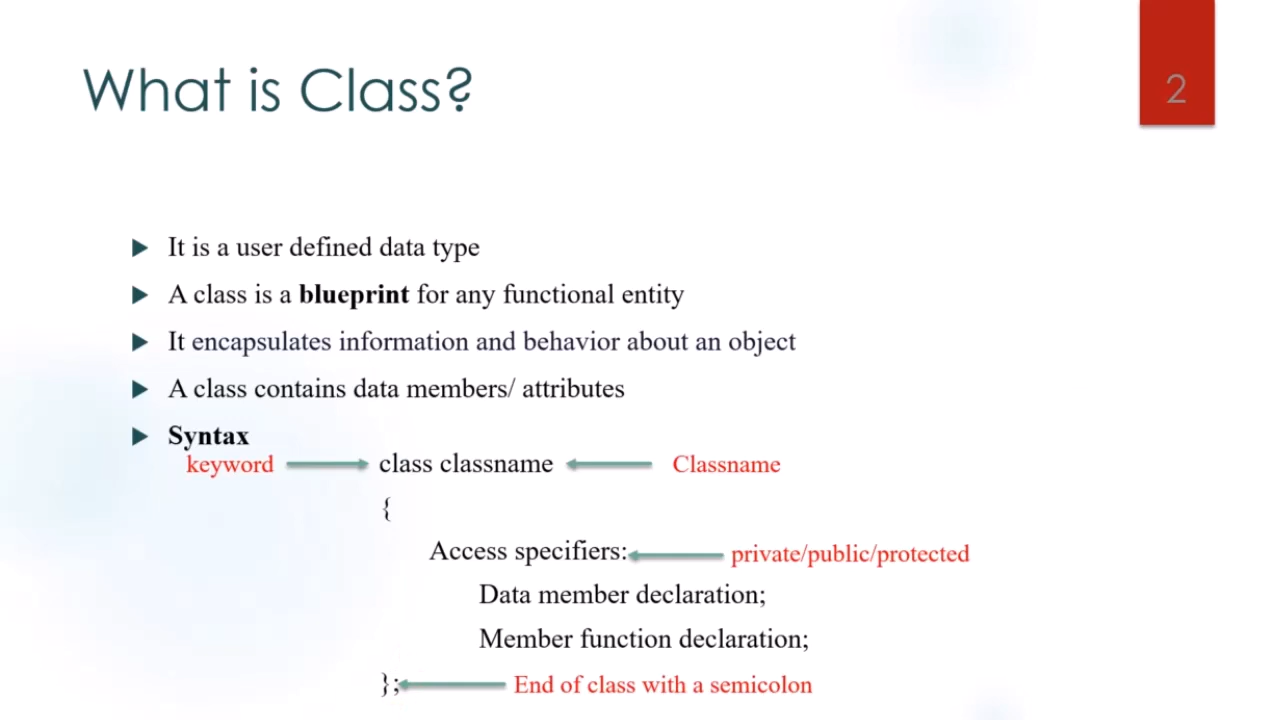 What is Class?
2
It is a user defined data type
A class is a blueprint for any functional entity
It encapsulates information and behavior about an object
A class contains data members/ attributes
Syntax
keyword class classname Classname
{
Access specifiers: private/public/protected
Data member declaration;
Member function declaration;
}; End of class with a semicolon